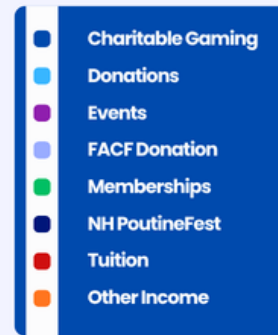 Charitable Gaming
Donations
Events
FACF Donation
Memberships
NH PoutineFest
Tuition
Other Income